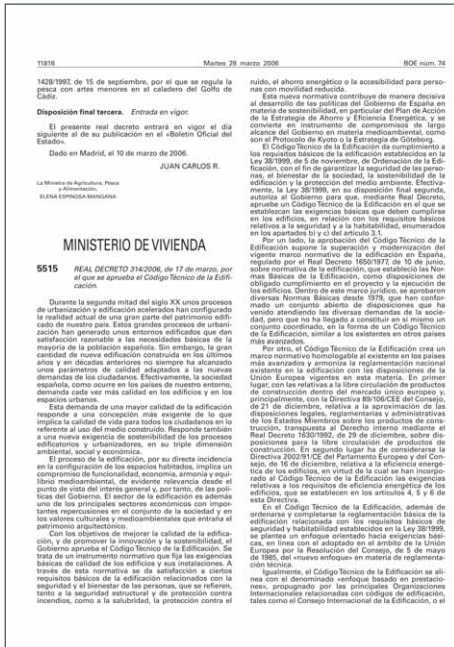 11816
Martes 28 marzo 2006
BOE núm. 74
1428/1997, de 15 de septiembre, por el que se regula la
pesca con artes menores en el caladero del Golfo de
Cádiz.
Disposición final tercera. Entrada en vigor.
El presente real decreto entrará en vigor el día
siguiente al de su publicación en el «Boletín Oficial del
Estado».
Dado en Madrid, el 10 de marzo de 2006.
JUAN CARLOS R.
La Ministra de Agricultura, Pesca
y Alimentación,
ELENA ESPINOSA MANGANA
MINISTERIO DE VIVIENDA
5515 REAL DECRETO 314/2006, de 17 de marzo, por
el que se aprueba el Código Técnico de la Edifi-
cación.
Durante la segunda mitad del siglo XX unos procesos
de urbanización y edificación acelerados han configurado
la realidad actual de una gran parte del patrimonio edifi-
cado de nuestro país. Estos grandes procesos de urbani-
zación han generado unos entornos edificados que dan
satisfacción razonable a las necesidades básicas de la
mayoría de la población española. Sin embargo, la gran
cantidad de nueva edificación construida en los últimos
años y en décadas anteriores no siempre ha alcanzado
unos parámetros de calidad adaptados a las nuevas
demandas de los ciudadanos. Efectivamente, la sociedad
española, como ocurre en los países de nuestro entorno,
demanda cada vez más calidad en los edificios y en los
espacios urbanos.
Esta demanda de una mayor calidad de la edificación
responde a una concepción más exigente de lo que
implica la calidad de vida para todos los ciudadanos en lo
referente al uso del medio construido. Responde también
a una nueva exigencia de sostenibilidad de los procesos
edificatorios y urbanizadores, en su triple dimensión
ambiental, social y económica.
El proceso de la edificación, por su directa incidencia
en la configuración de los espacios habitados, implica un
compromiso de funcionalidad, economía, armonía y equi-
librio medioambiental, de evidente relevancia desde el
punto de vista del interés general y, por tanto, de las polí-
ticas del Gobierno. El sector de la edificación es además
uno de los principales sectores económicos con impor-
tantes repercusiones en el conjunto de la sociedad y en
los valores culturales y medioambientales que entraña el
patrimonio arquitectónico.
Con los objetivos de mejorar la calidad de la edifica-
ción, y de promover la innovación y la sostenibilidad, el
Gobierno aprueba el Código Técnico de la Edificación. Se
trata de un instrumento normativo que fija las exigencias
básicas de calidad de los edificios y sus instalaciones. A
través de esta normativa se da satisfacción a ciertos
requisitos básicos de la edificación relacionados con la
seguridad y el bienestar de las personas, que se refieren,
tanto a la seguridad estructural y de protección contra
incendios, como a la salubridad, la protección contra el
ruido, el ahorro energético o la accesibilidad para perso-
nas con movilidad reducida.
Esta nueva normativa contribuye de manera decisiva
al desarrollo de las políticas del Gobierno de España en
materia de sostenibilidad, en particular del Plan de Acción
de la Estrategia de Ahorro y Eficiencia Energética, y se
convierte en instrumento de compromisos de largo
alcance del Gobierno en materia medioambiental, como
son el Protocolo de Kyoto o la Estrategia de Göteborg.
El Código Técnico de la Edificación da cumplimiento a
los requisitos básicos de la edificación establecidos en la
Ley 38/1999, de 5 de noviembre, de Ordenación de la Edi-
ficación, con el fin de garantizar la seguridad de las perso-
nas, el bienestar de la sociedad, la sostenibilidad de la
edificación y la protección del medio ambiente. Efectiva-
mente, la Ley 38/1999, en su disposición final segunda,
autoriza al Gobierno para que, mediante Real Decreto,
apruebe un Código Técnico de la Edificación en el que se
establezcan las exigencias básicas que deben cumplirse
en los edificios, en relación con los requisitos básicos
relativos a la seguridad y a la habitabilidad, enumerados
en los apartados b) y c) del artículo 3.1.
Por un lado, la aprobación del Código Técnico de la
Edificación supone la superación y modernización del
vigente marco normativo de la edificación en España,
regulado por el Real Decreto 1650/1977, de 10 de junio,
sobre normativa de la edificación, que estableció las Nor-
mas Básicas de la Edificación, como disposiciones de
obligado cumplimiento en el proyecto y la ejecución de
los edificios. Dentro de este marco jurídico, se aprobaron
diversas Normas Básicas desde 1979, que han confor-
mado un conjunto abierto de disposiciones que ha
venido atendiendo las diversas demandas de la socie-
dad, pero que no ha llegado a constituir en sí mismo un
conjunto coordinado, en la forma de un Código Técnico
de la Edificación, similar a los existentes en otros países
más avanzados.
Por otro, el Código Técnico de la Edificación crea un
marco normativo homologable al existente en los países
más avanzados y armoniza la reglamentación nacional
existente en la edificación con las disposiciones de la
Unión Europea vigentes en esta materia. En primer
lugar, con las relativas a la libre circulación de productos
de construcción dentro del mercado único europeo y,
principalmente, con la Directiva 89/106/CEE del Consejo,
de 21 de diciembre, relativa a la aproximación de las
disposiciones legales, reglamentarias y administrativas
de los Estados Miembros sobre los productos de cons-
trucción, transpuesta al Derecho interno mediante el
Real Decreto 1630/1992, de 29 de diciembre, sobre dis-
posiciones para la libre circulación de productos de
construcción. En segundo lugar ha de considerarse la
Directiva 2002/91/CE del Parlamento Europeo y del Con-
sejo, de 16 de diciembre, relativa a la eficiencia energé-
tica de los edificios, en virtud de la cual se han incorpo-
rado al Código Técnico de la Edificación las exigencias
relativas a los requisitos de eficiencia energética de los
edificios, que se establecen en los artículos 4, 5 y 6 de
esta Directiva.
En el Código Técnico de la Edificación, además de
ordenarse y completarse la reglamentación básica de la
edificación relacionada con los requisitos básicos de
seguridad y habitabilidad establecidos en la Ley 38/1999,
se plantea un enfoque orientado hacia exigencias bási-
cas, en línea con el adoptado en el ámbito de la Unión
Europea por la Resolución del Consejo, de 5 de mayo
de 1985, del «nuevo enfoque» en materia de reglamenta-
ción técnica.
Igualmente, el Código Técnico de la Edificación se ali-
nea con el denominado «enfoque basado en prestacio-
nes», propugnado por las principales Organizaciones
Internacionales relacionadas con códigos de edificación,
tales como el Consejo Internacional de la Edificación, o el